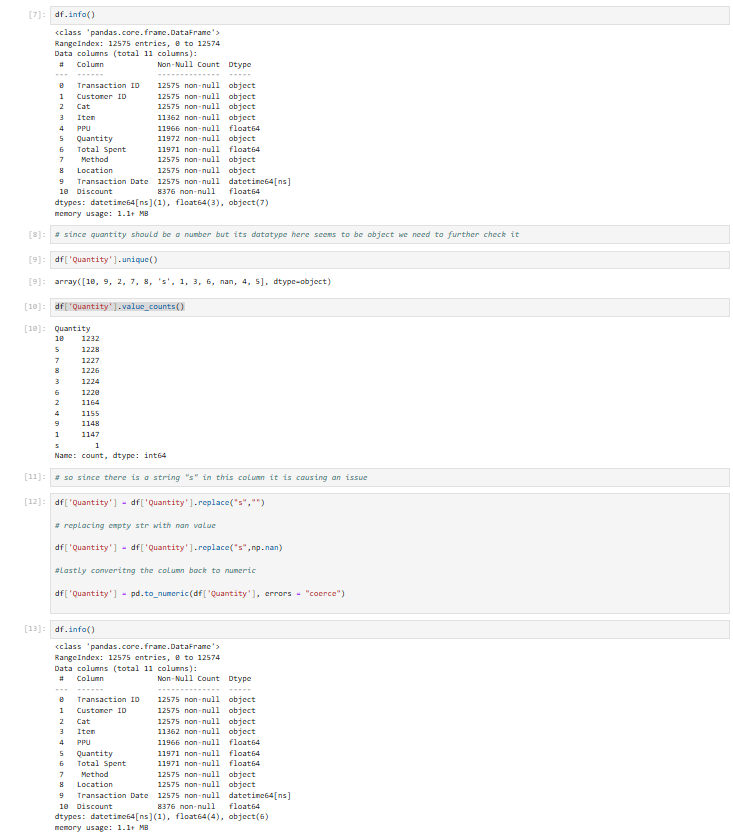 [7]: df.info()
<class 'pandas.core.frame.DataFrame'>
RangeIndex: 12575 entries, 0 to 12574
Data columns (total 11 columns):
 #   Column            Non-Null Count  Dtype
---  ------            --------------  -----
 0   Transaction ID    12575 non-null  object
 1   Customer ID       12575 non-null  object
 2   Cat               12575 non-null  object
 3   Item              11362 non-null  object
 4   PPU               11966 non-null  float64
 5   Quantity          11972 non-null  object
 6   Total Spent       11971 non-null  float64
 7    Method           12575 non-null  object
 8   Location          12575 non-null  object
 9   Transaction Date  12575 non-null  datetime64[ns]
 10  Discount          8376 non-null   float64
dtypes: datetime64[ns](1), float64(3), object(7)
memory usage: 1.1+ MB
[8]: # since quantity should be a number but its datatype here seems to be object we need to further check it
[9]: df['Quantity'].unique()
[9]: array([10, 9, 2, 7, 8, 's', 1, 3, 6, nan, 4, 5], dtype=object)
[10]: df['Quantity'].value_counts()
[10]: Quantity
10    1232
5     1228
7     1227
8     1226
3     1224
6     1220
2     1164
4     1155
9     1148
1     1147
s        1
Name: count, dtype: int64
[11]: # so since there is a string "s" in this column it is causing an issue
[12]: df['Quantity'] = df['Quantity'].replace("s","")
# replacing empty str with nan value
df['Quantity'] = df['Quantity'].replace("s",np.nan)
#lastly converitng the column back to numeric
df['Quantity'] = pd.to_numeric(df['Quantity'], errors = "coerce")
[13]: df.info()
<class 'pandas.core.frame.DataFrame'>
RangeIndex: 12575 entries, 0 to 12574
Data columns (total 11 columns):
 #   Column            Non-Null Count  Dtype
---  ------            --------------  -----
 0   Transaction ID    12575 non-null  object
 1   Customer ID       12575 non-null  object
 2   Cat               12575 non-null  object
 3   Item              11362 non-null  object
 4   PPU               11966 non-null  float64
 5   Quantity          11971 non-null  float64
 6   Total Spent       11971 non-null  float64
 7    Method           12575 non-null  object
 8   Location          12575 non-null  object
 9   Transaction Date  12575 non-null  datetime64[ns]
 10  Discount          8376 non-null   float64
dtypes: datetime64[ns](1), float64(4), object(6)
memory usage: 1.1+ MB